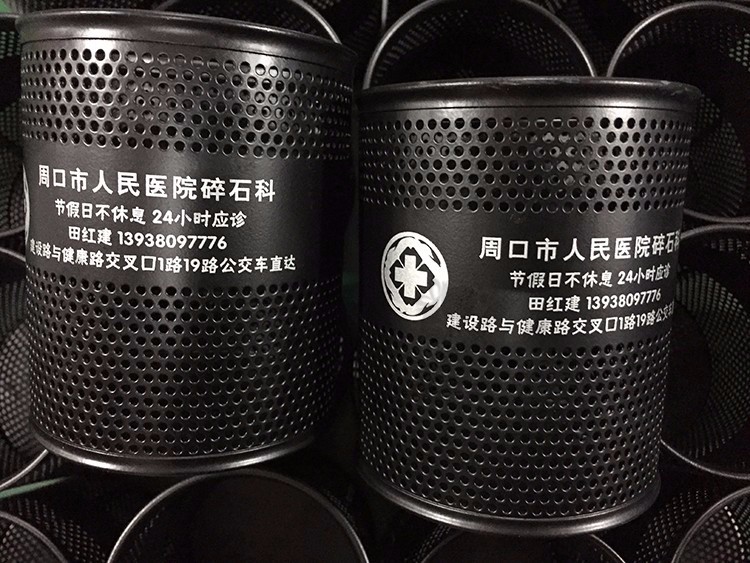 周口市人民医院碎石科
节假日不休息 24小时应诊
田红建 13938097776
建设路与健康路交叉口1路19路公交车直达
周口市人民医院碎石科
节假日不休息 24小时应诊
田红建 13938097776
建设路与健康路交叉口1路19路公交